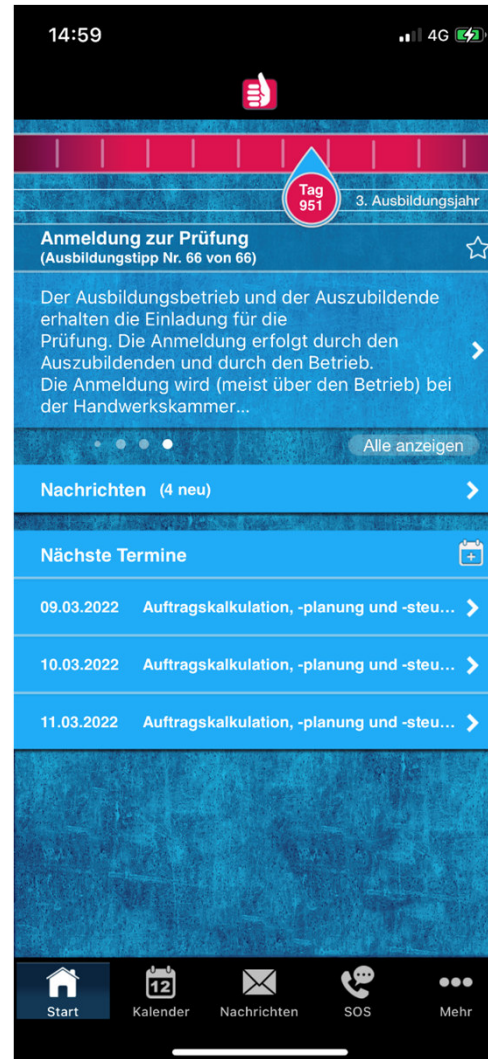 14:59
4G
Tag
951
3. Ausbildungsjahr
Anmeldung zur Prüfung
(Ausbildungstipp Nr. 66 von 66)
Der Ausbildungsbetrieb und der Auszubildende
erhalten die Einladung für die
Prüfung. Die Anmeldung erfolgt durch den
Auszubildenden und durch den Betrieb.
Die Anmeldung wird (meist über den Betrieb) bei
der Handwerkskammer...
Alle anzeigen
Nachrichten (4 neu)
Nächste Termine
09.03.2022 Auftragskalkulation, -planung und -steu...
10.03.2022 Auftragskalkulation, -planung und -steu...
11.03.2022 Auftragskalkulation, -planung und -steu...
12
Start Kalender Nachrichten SOS Mehr